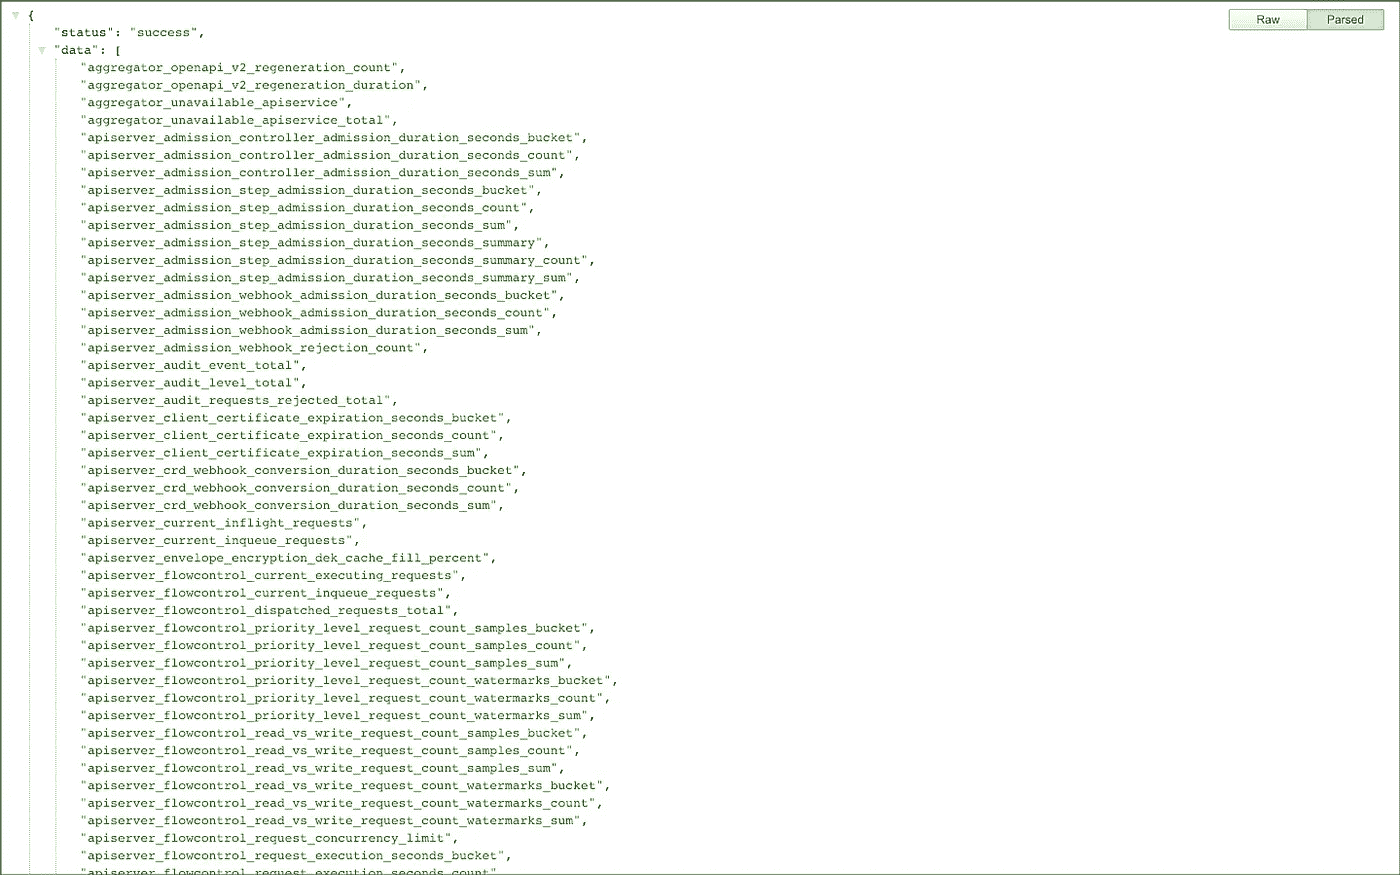 Raw Parsed
{
"status": "success",
"data": [
"aggregator_openapi_v2_regeneration_count",
"aggregator_openapi_v2_regeneration_duration",
"aggregator_unavailable_apiservice",
"aggregator_unavailable_apiservice_total",
"apiserver_admission_controller_admission_duration_seconds_bucket",
"apiserver_admission_controller_admission_duration_seconds_count",
"apiserver_admission_controller_admission_duration_seconds_sum",
"apiserver_admission_step_admission_duration_seconds_bucket",
"apiserver_admission_step_admission_duration_seconds_count",
"apiserver_admission_step_admission_duration_seconds_sum",
"apiserver_admission_step_admission_duration_seconds_summary",
"apiserver_admission_step_admission_duration_seconds_summary_count",
"apiserver_admission_step_admission_duration_seconds_summary_sum",
"apiserver_admission_webhook_admission_duration_seconds_bucket",
"apiserver_admission_webhook_admission_duration_seconds_count",
"apiserver_admission_webhook_admission_duration_seconds_sum",
"apiserver_admission_webhook_rejection_count",
"apiserver_audit_event_total",
"apiserver_audit_level_total",
"apiserver_audit_requests_rejected_total",
"apiserver_client_certificate_expiration_seconds_bucket",
"apiserver_client_certificate_expiration_seconds_count",
"apiserver_client_certificate_expiration_seconds_sum",
"apiserver_crd_webhook_conversion_duration_seconds_bucket",
"apiserver_crd_webhook_conversion_duration_seconds_count",
"apiserver_crd_webhook_conversion_duration_seconds_sum",
"apiserver_current_inflight_requests",
"apiserver_current_inqueue_requests",
"apiserver_envelope_encryption_dek_cache_fill_percent",
"apiserver_flowcontrol_current_executing_requests",
"apiserver_flowcontrol_current_inqueue_requests",
"apiserver_flowcontrol_dispatched_requests_total",
"apiserver_flowcontrol_priority_level_request_count_samples_bucket",
"apiserver_flowcontrol_priority_level_request_count_samples_count",
"apiserver_flowcontrol_priority_level_request_count_samples_sum",
"apiserver_flowcontrol_priority_level_request_count_watermarks_bucket",
"apiserver_flowcontrol_priority_level_request_count_watermarks_count",
"apiserver_flowcontrol_priority_level_request_count_watermarks_sum",
"apiserver_flowcontrol_read_vs_write_request_count_samples_bucket",
"apiserver_flowcontrol_read_vs_write_request_count_samples_count",
"apiserver_flowcontrol_read_vs_write_request_count_samples_sum",
"apiserver_flowcontrol_read_vs_write_request_count_watermarks_bucket",
"apiserver_flowcontrol_read_vs_write_request_count_watermarks_count",
"apiserver_flowcontrol_read_vs_write_request_count_watermarks_sum",
"apiserver_flowcontrol_request_concurrency_limit",
"apiserver_flowcontrol_request_execution_seconds_bucket",
"apiserver_flowcontrol_request_execution_seconds_count"